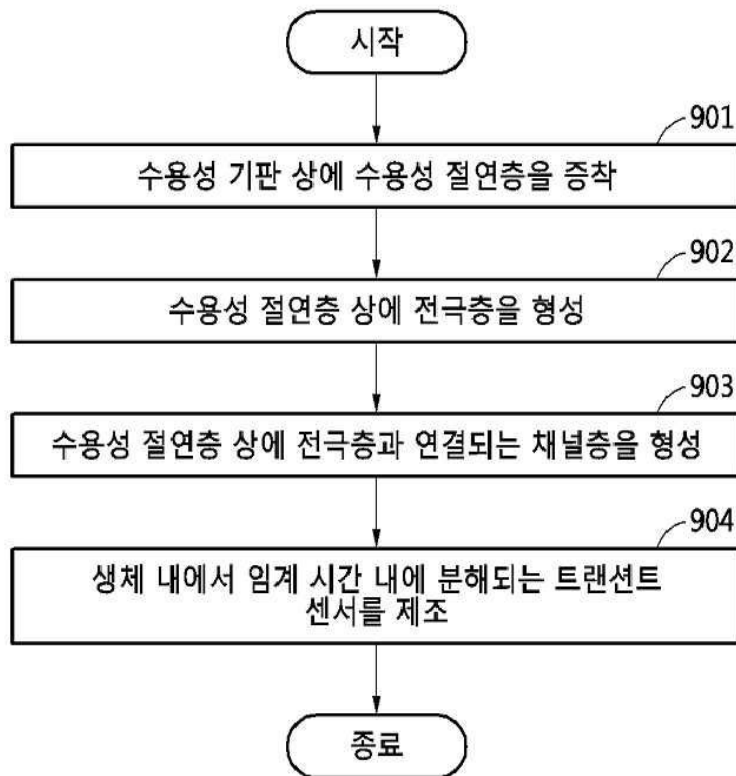 시작
901
수용성 기판 상에 수용성 절연층을 증착
902
수용성 절연층 상에 전극층을 형성
903
수용성 절연층 상에 전극층과 연결되는 채널층을 형성
904
생체 내에서 임계 시간 내에 분해되는 트랜션트
센서를 제조
종료